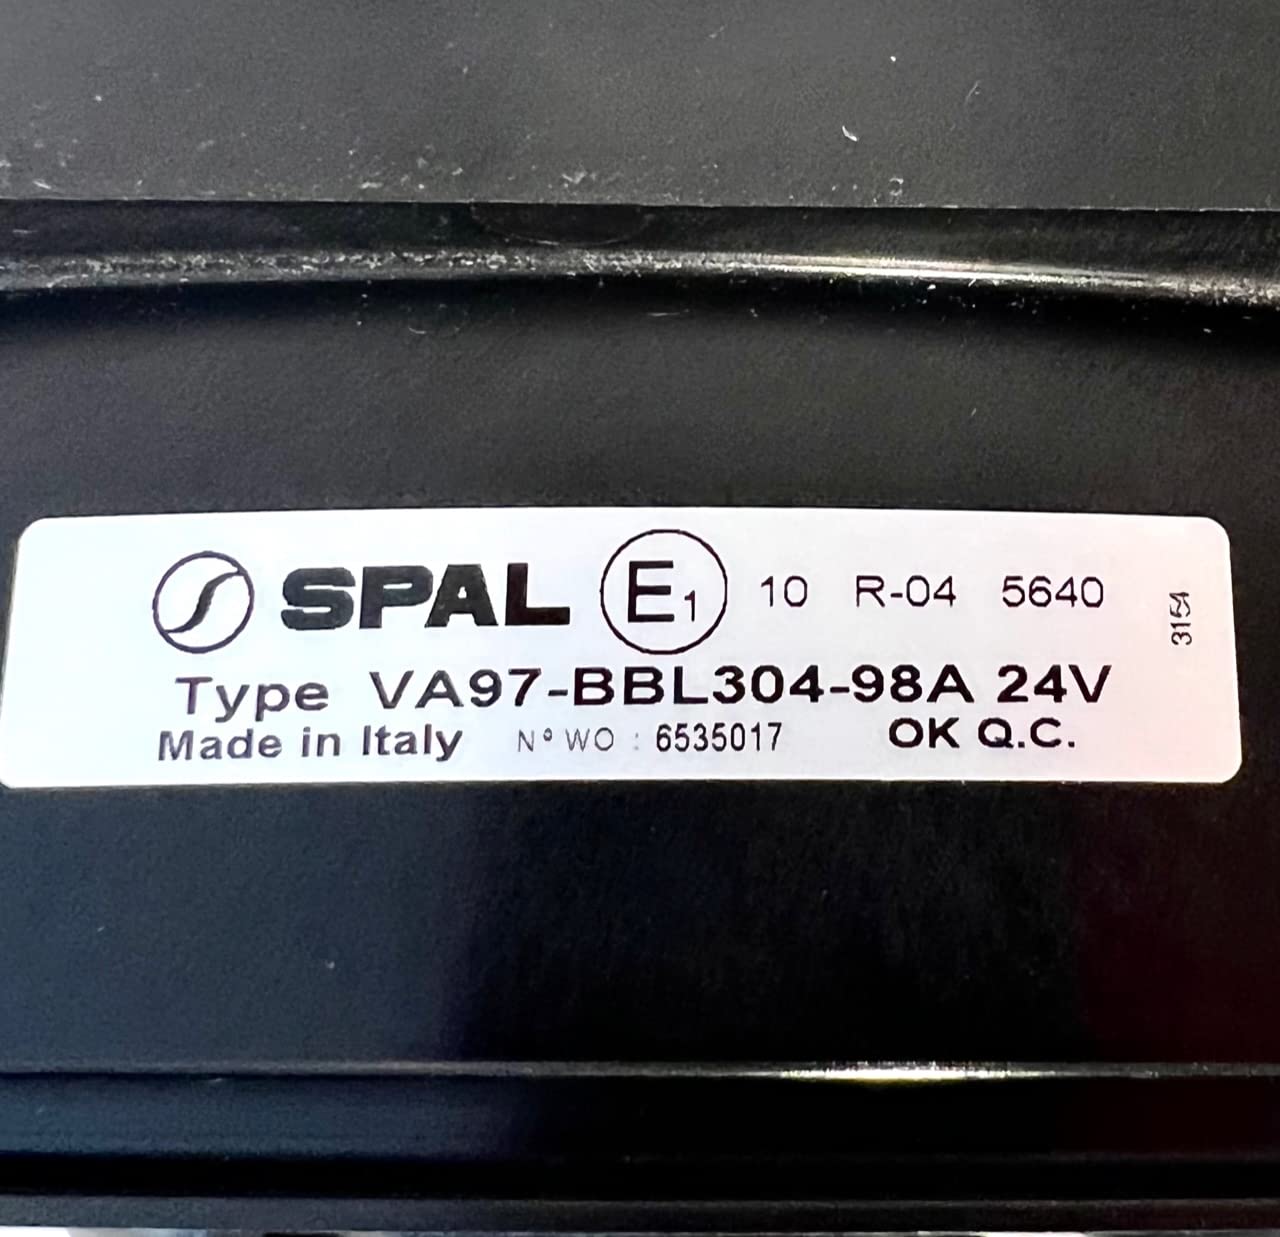 SPAL E1 10 R-04 5640
3154
Type VA97-BBL304-98A 24V
Made in Italy N° WO : 6535017 OK Q.C.